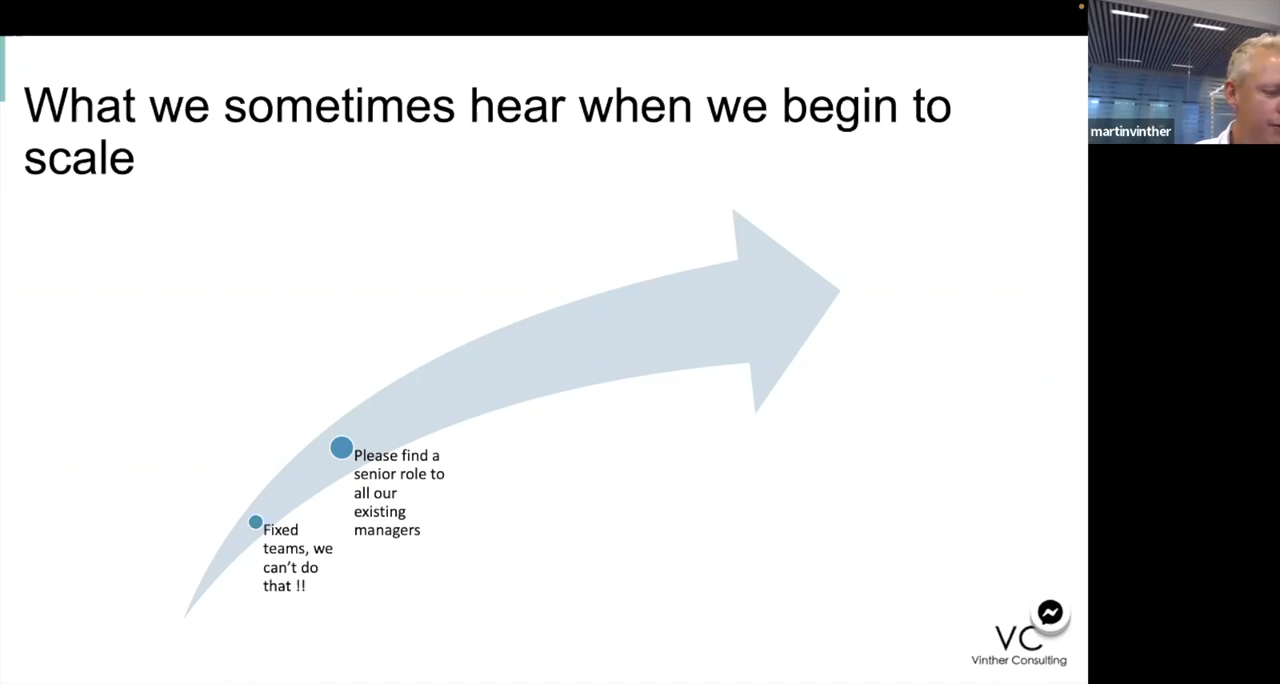 What we sometimes hear when we begin to
scale
martinvinther
Please find a
senior role to
all our
existing
managers
Fixed
teams, we
can't do
that !!
VC
Vinther Consulting